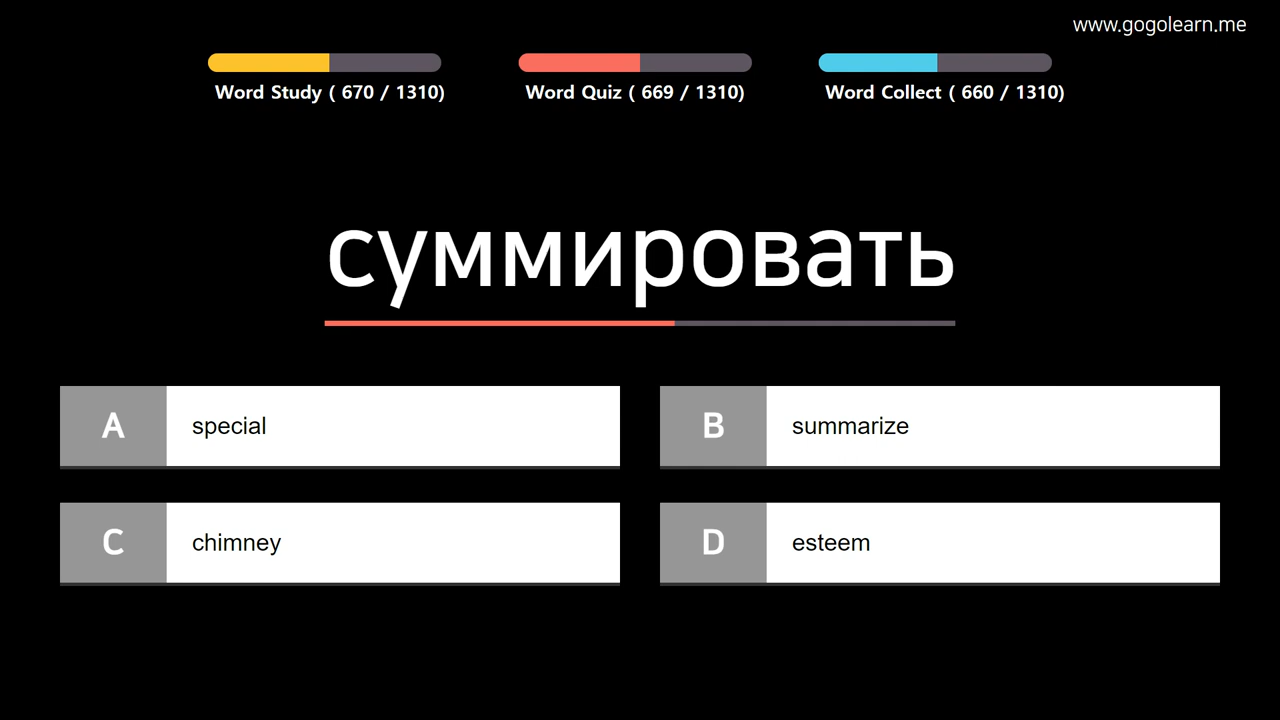 www.gogolearn.me
Word Study ( 670 / 1310)
Word Quiz ( 669 / 1310)
Word Collect ( 660 / 1310)
суммировать
A special
B summarize
C chimney
D esteem